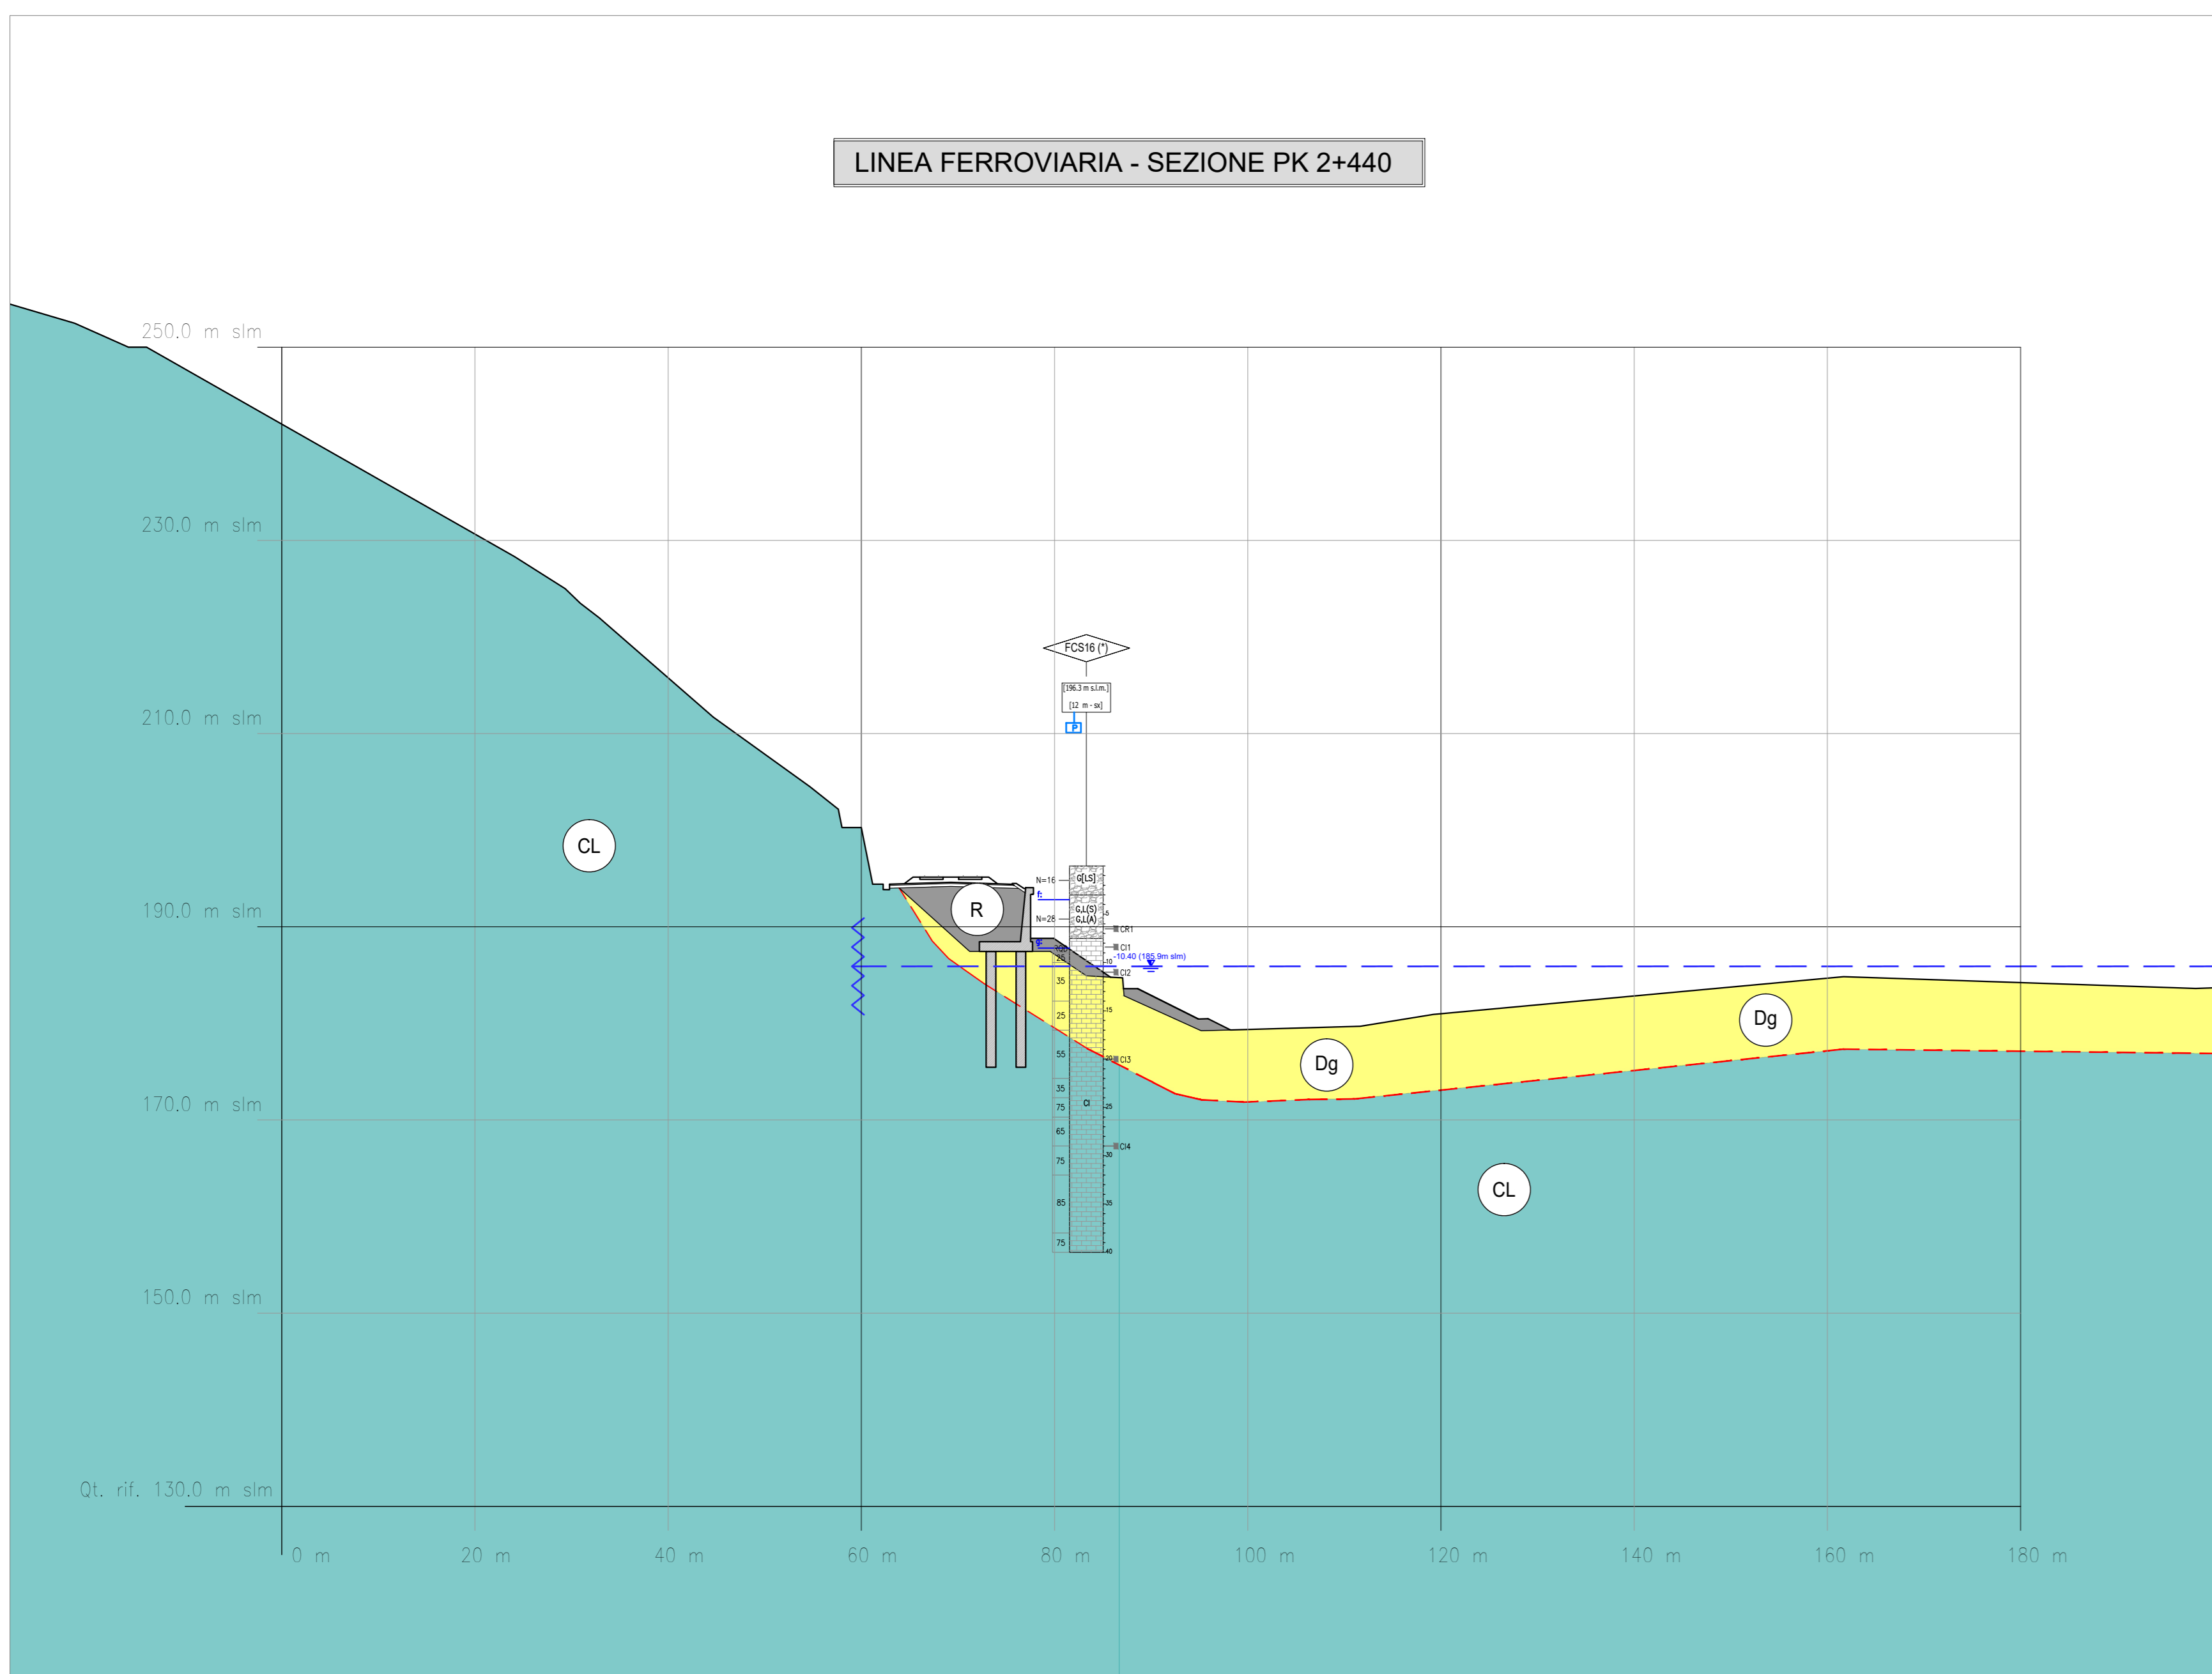 LINEA FERROVIARIA - SEZIONE PK 2+440
250.0 m slm
230.0 m slm
FCS16 (*)
[196.3 m s.l.m.]
[12 m - sx]
210.0 m slm
P
CL
G[LS]
N=16
f:
R
G,L(S)
5
190.0 m slm
N=28
G,L(A)
CR1
g:
CI1
-10.40 (185.9m slm)
25
10
CI2
35
15
25
Dg
55
20
CI3
Dg
35
CI
75
25
170.0 m slm
65
CI4
75
30
CL
85
35
75
40
150.0 m slm
Qt. rif. 130.0 m slm
0 m
20 m
40 m
60 m
80 m
100 m
120 m
140 m
160 m
180 m